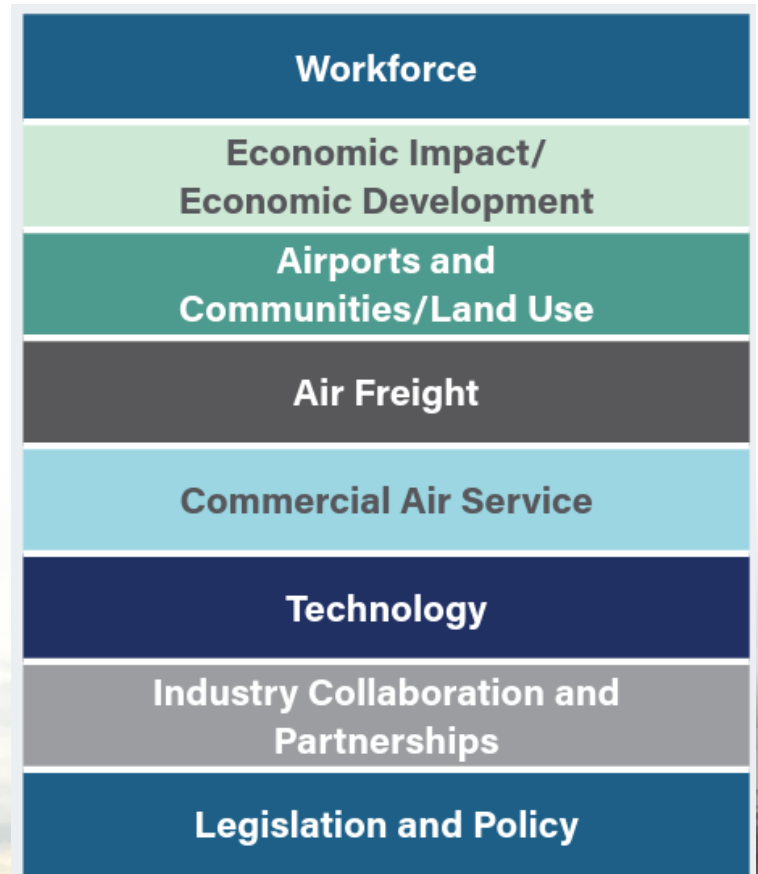 Workforce
Economic Impact/
Economic Development
Airports and
Communities/Land Use
Air Freight
Commercial Air Service
Technology
Industry Collaboration and
Partnerships
Legislation and Policy